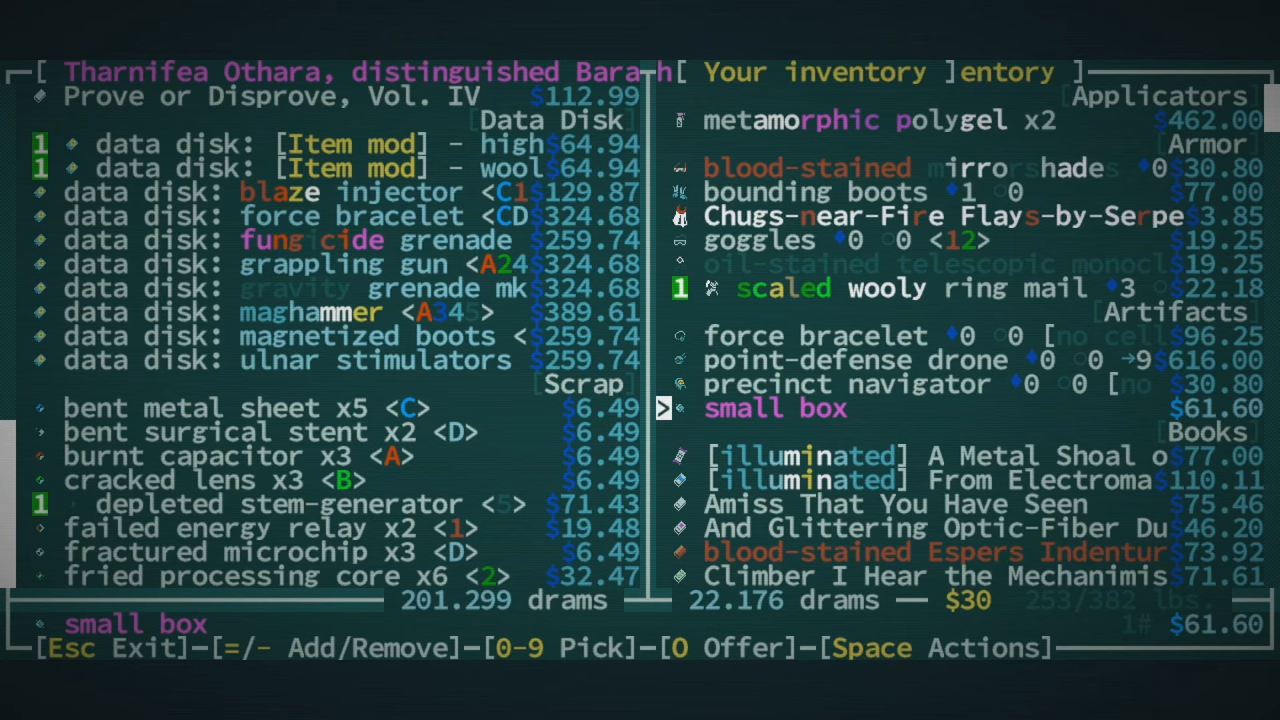 [ Tharnifea Othara, distinguished Bara h
Prove or Disprove, Vol. IV $112.99
[Data Disk]
1 data disk: [Item mod] - high $64.94
1 data disk: [Item mod] - wool $64.94
data disk: blaze injector <C1 $129.87
data disk: force bracelet <CD $324.68
data disk: fungicide grenade $259.74
data disk: grappling gun <A24 $324.68
data disk: gravity grenade mk $324.68
data disk: maghammer <A345> $389.61
data disk: magnetized boots < $259.74
data disk: ulnar stimulators $259.74
[Scrap]
bent metal sheet x5 <C> $6.49
bent surgical stent x2 <D> $6.49
burnt capacitor x3 <A> $6.49
cracked lens x3 <B> $6.49
1 depleted stem-generator <5> $71.43
failed energy relay x2 <1> $19.48
fractured microchip x3 <D> $6.49
fried processing core x6 <2> $32.47
201.299 drams
[ Your inventory ]entory ]
[Applicators]
metamorphic polygel x2 $462.00
[Armor]
blood-stained mirrorshades ♦0 $30.80
bounding boots ♦1 ○0 $77.00
Chugs-near-Fire Flays-by-Serpe $3.85
goggles ♦0 ○0 <12> $19.25
oil-stained telescopic monocl $19.25
1 scaled wooly ring mail ♦3 ○ $22.18
[Artifacts]
force bracelet ♦0 ○0 [no cell $96.25
point-defense drone ♦0 ○0 →9 $616.00
precinct navigator ♦0 ○0 [no $30.80
> small box $61.60
[Books]
[illuminated] A Metal Shoal o $77.00
[illuminated] From Electroma $110.11
Amiss That You Have Seen $75.46
And Glittering Optic-Fiber Du $46.20
blood-stained Espers Indentur $73.92
Climber I Hear the Mechanimis $71.61
22.176 drams — $30 253/382 lbs.
small box 1# $61.60
[Esc Exit]—[=/- Add/Remove]—[0-9 Pick]—[O Offer]—[Space Actions]